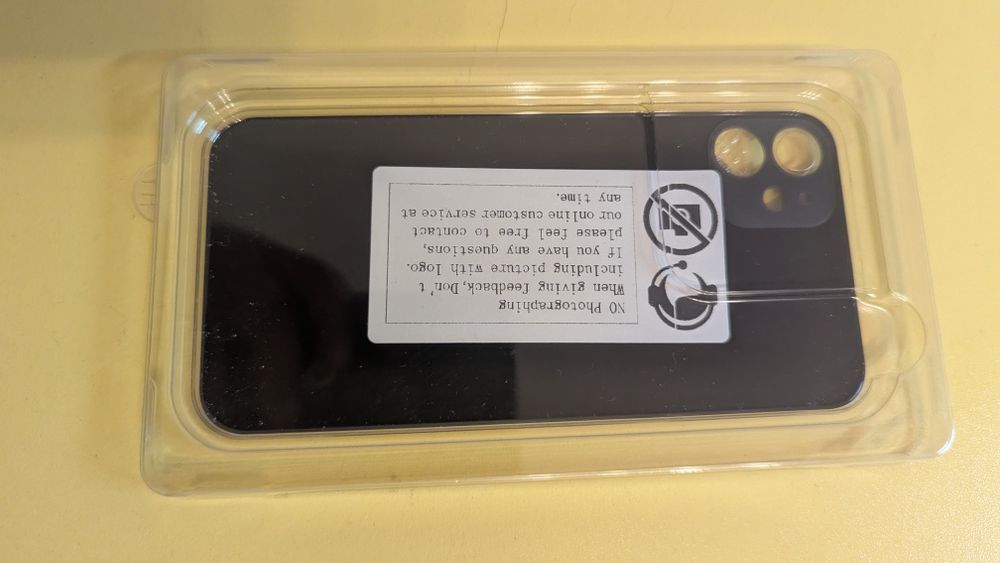 NO Photographing
When giving feedback,Don't
including picture with logo.
If you have any questions,
please feel free to contact
our online customer service at
any time.